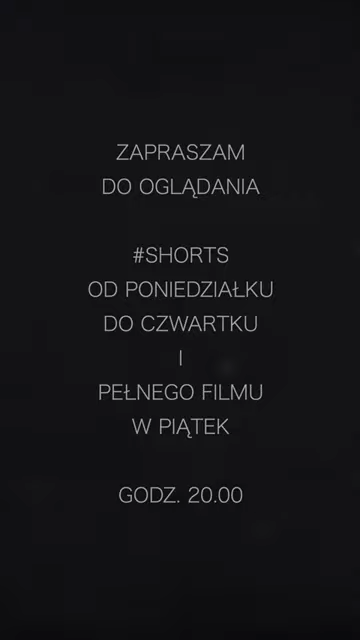 ZAPRASZAM
DO OGLĄDANIA
#SHORTS
OD PONIEDZIAŁKU
DO CZWARTKU
I
PEŁNEGO FILMU
W PIĄTEK
GODZ. 20.00